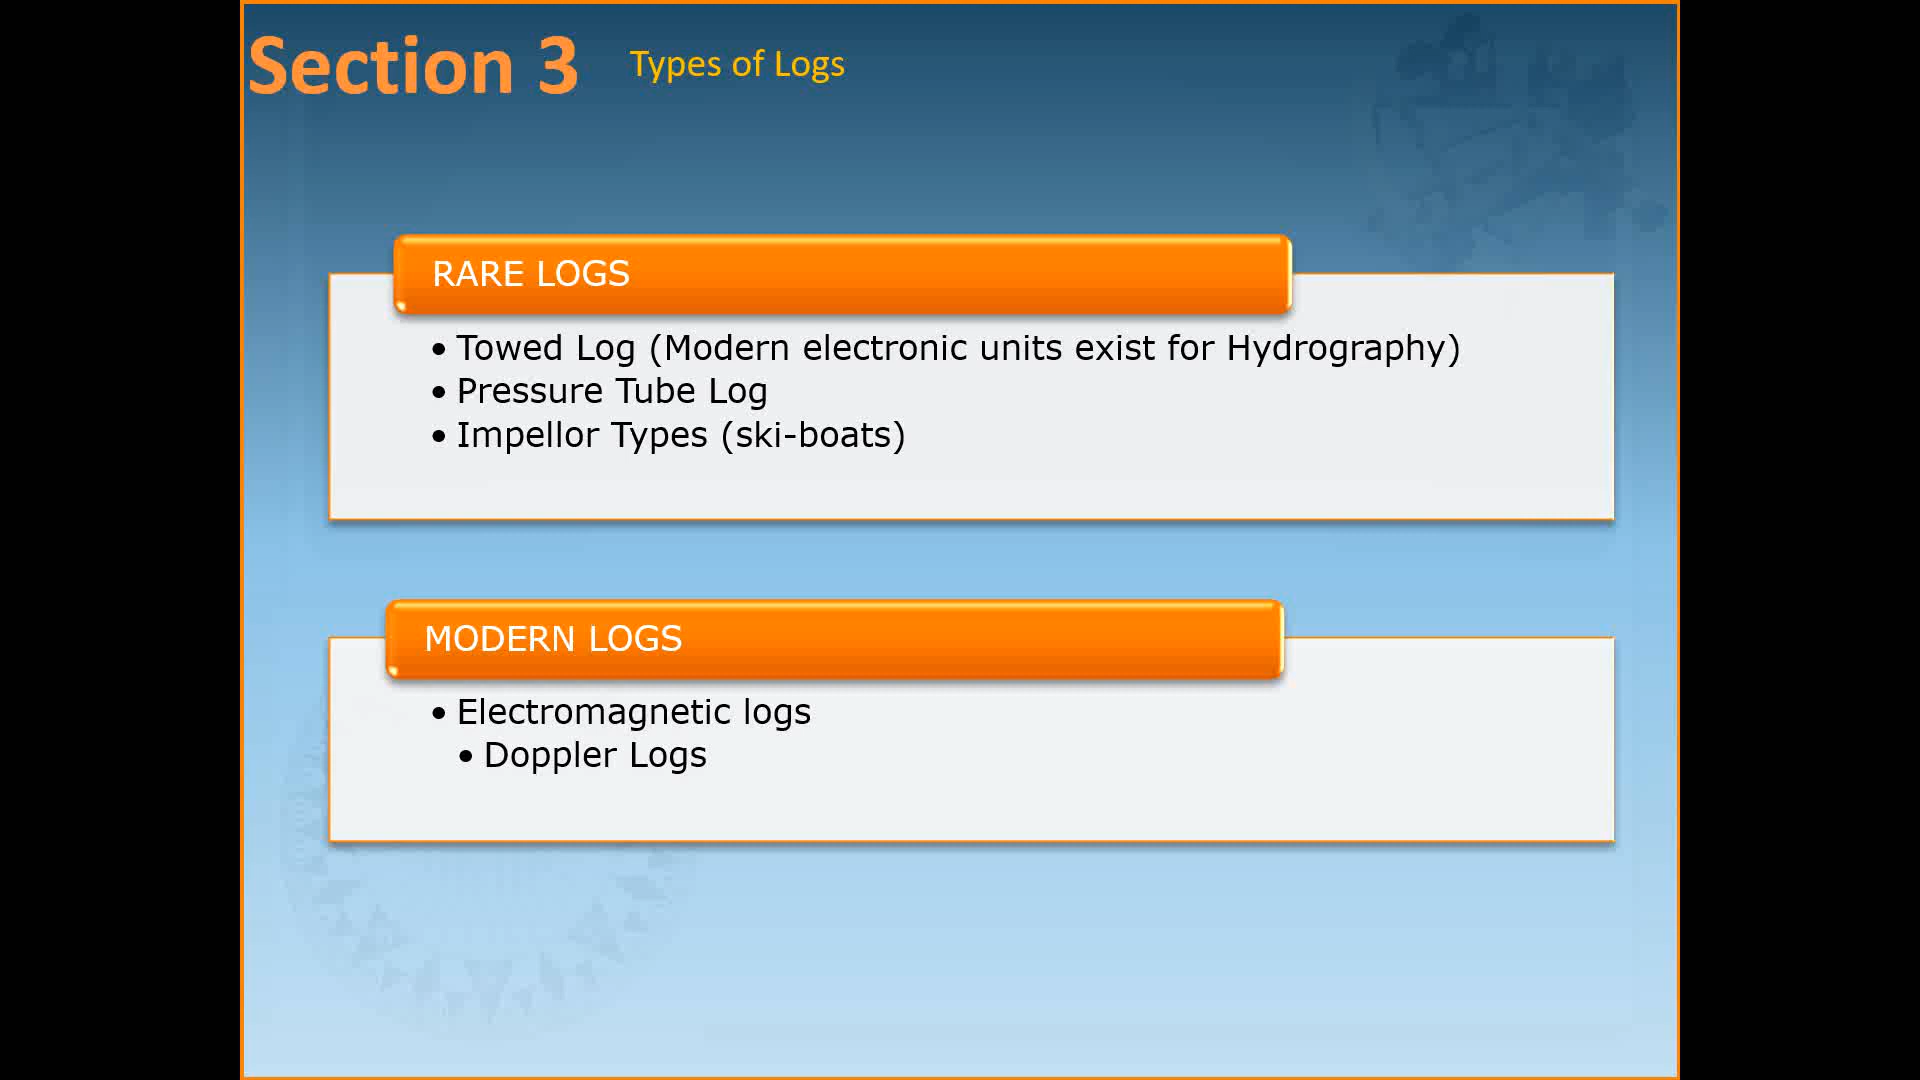 Section 3 Types of Logs
RARE LOGS
• Towed Log (Modern electronic units exist for Hydrography)
• Pressure Tube Log
• Impellor Types (ski-boats)
MODERN LOGS
• Electromagnetic logs
• Doppler Logs